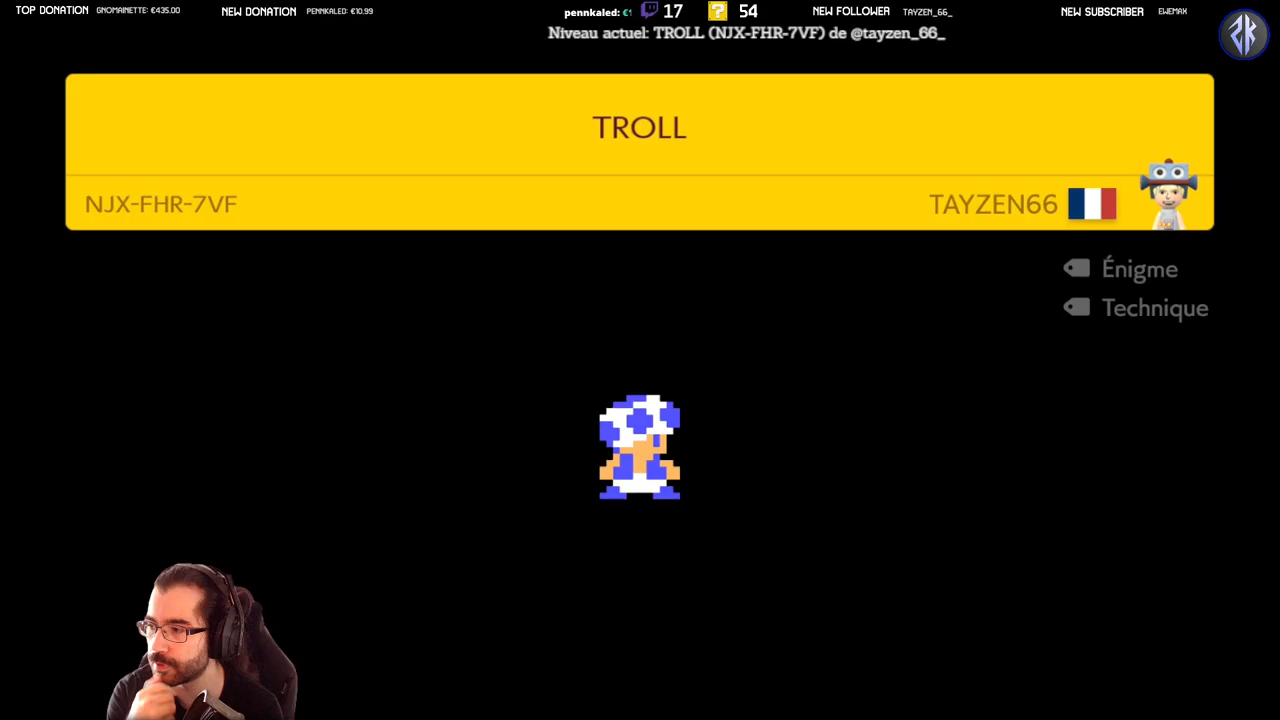 TOP DONATION GNOMAINETTE: €435.00 NEW DONATION PENNKALED: €10.99 pennkaled: €1 17 ? 54 NEW FOLLOWER TAYZEN_66_ NEW SUBSCRIBER EWEMAX
Niveau actuel: TROLL (NJX-FHR-7VF) de @tayzen_66_
TROLL
NJX-FHR-7VF TAYZEN66
Énigme
Technique